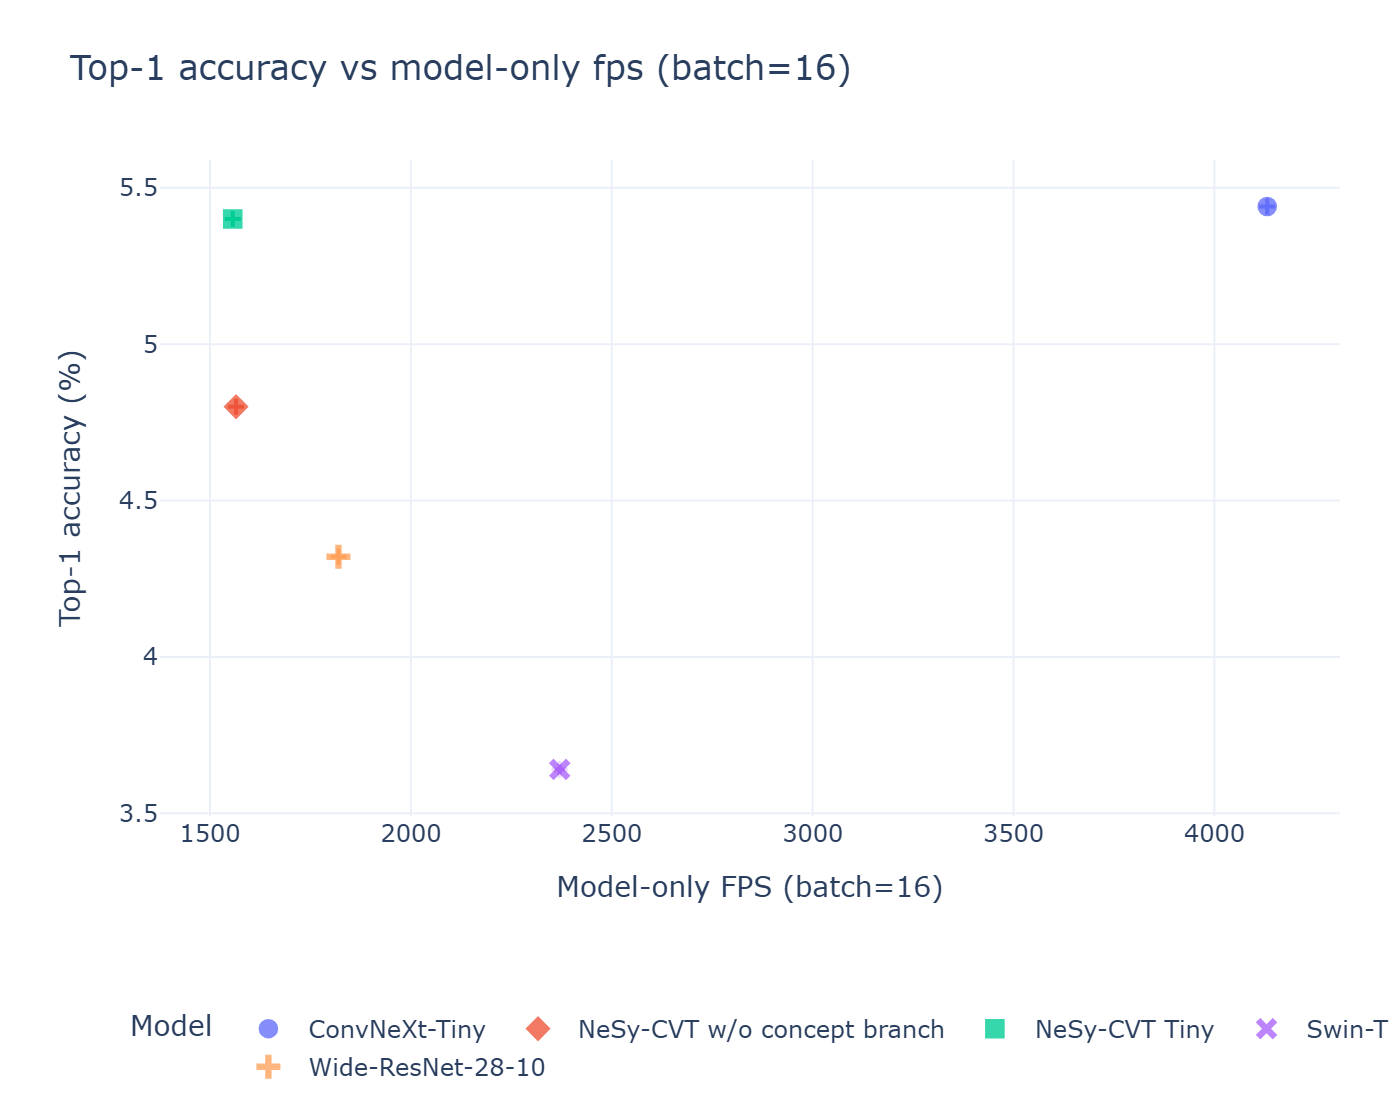 Top-1 accuracy vs model-only fps (batch=16)
5.5
5
4.5
4
3.5
Top-1 accuracy (%)
1500 2000 2500 3000 3500 4000
Model-only FPS (batch=16)
Model ConvNeXt-Tiny NeSy-CVT w/o concept branch NeSy-CVT Tiny Swin-T
Wide-ResNet-28-10